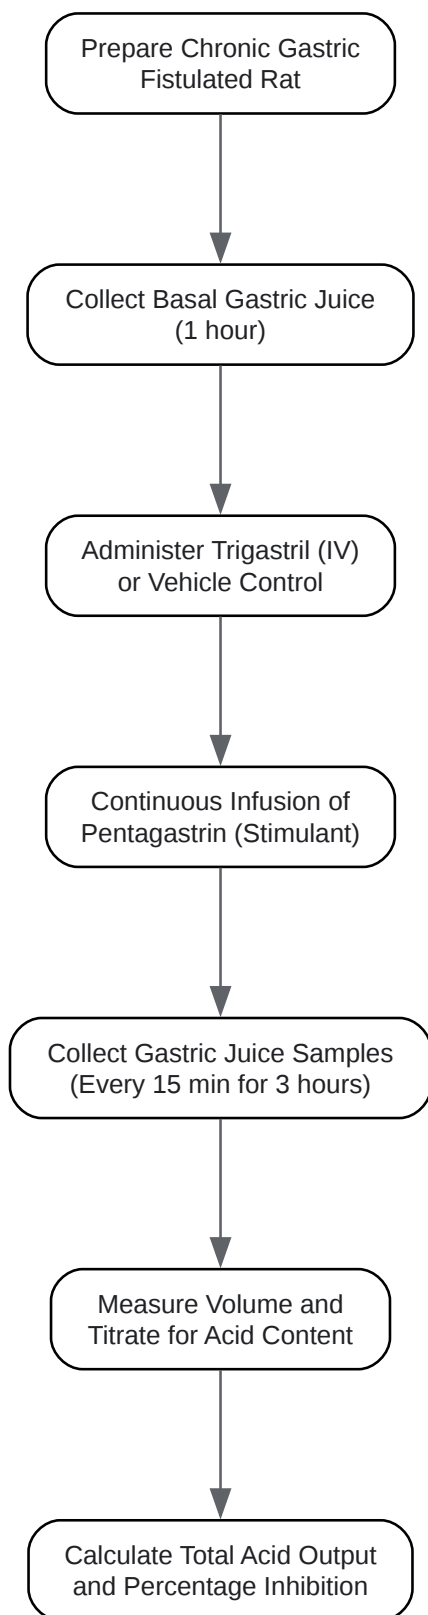 Prepare Chronic Gastric
Fistulated Rat
Collect Basal Gastric Juice
(1 hour)
Administer Trigastril (IV)
or Vehicle Control
Continuous Infusion of
Pentagastrin (Stimulant)
Collect Gastric Juice Samples
(Every 15 min for 3 hours)
Measure Volume and
Titrate for Acid Content
Calculate Total Acid Output
and Percentage Inhibition